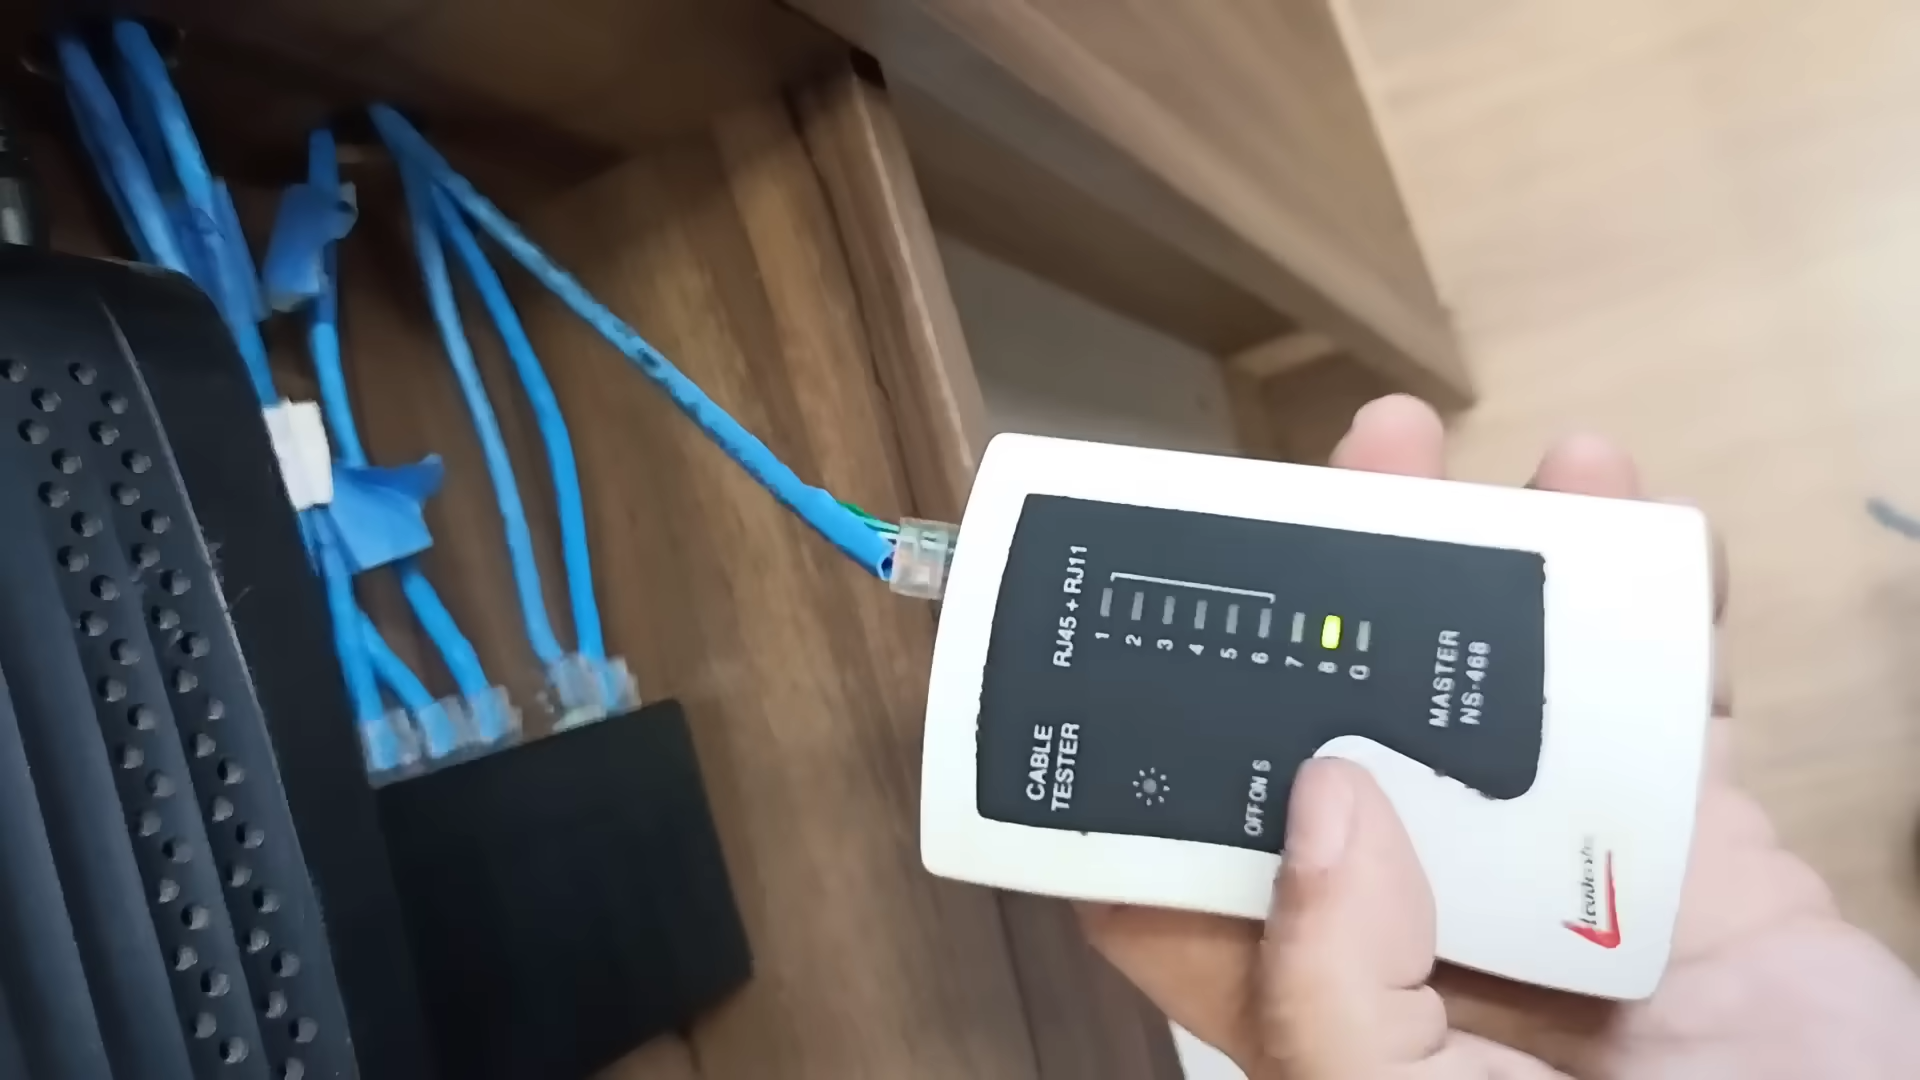 CABLE
TESTER
RJ45 + RJ11
1
2
3
4
5
6
7
8
G
OFF ON S
MASTER
NS-468